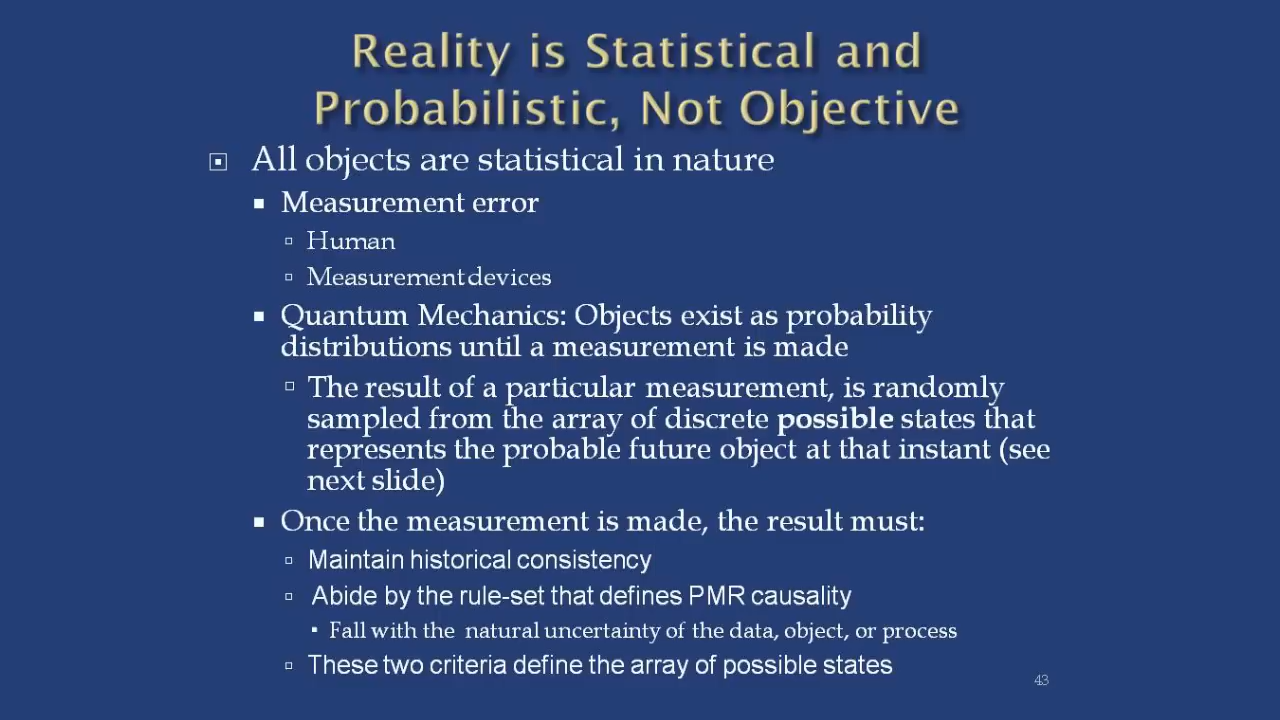 Reality is Statistical and
Probabilistic, Not Objective
All objects are statistical in nature
Measurement error
Human
Measurement devices
Quantum Mechanics: Objects exist as probability
distributions until a measurement is made
The result of a particular measurement, is randomly
sampled from the array of discrete possible states that
represents the probable future object at that instant (see
next slide)
Once the measurement is made, the result must:
Maintain historical consistency
Abide by the rule-set that defines PMR causality
Fall with the natural uncertainty of the data, object, or process
These two criteria define the array of possible states
43